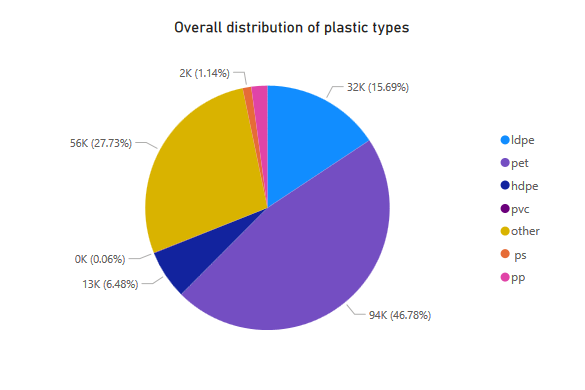 Overall distribution of plastic types
2K (1.14%)
32K (15.69%)
56K (27.73%)
0K (0.06%)
13K (6.48%)
94K (46.78%)
ldpe
pet
hdpe
pvc
other
ps
pp